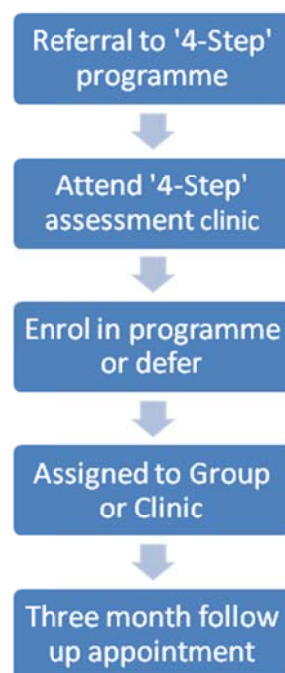 Referral to '4-Step'
programme
Attend '4-Step'
assessment clinic
Enrol in programme
or defer
Assigned to Group
or Clinic
Three month follow
up appointment